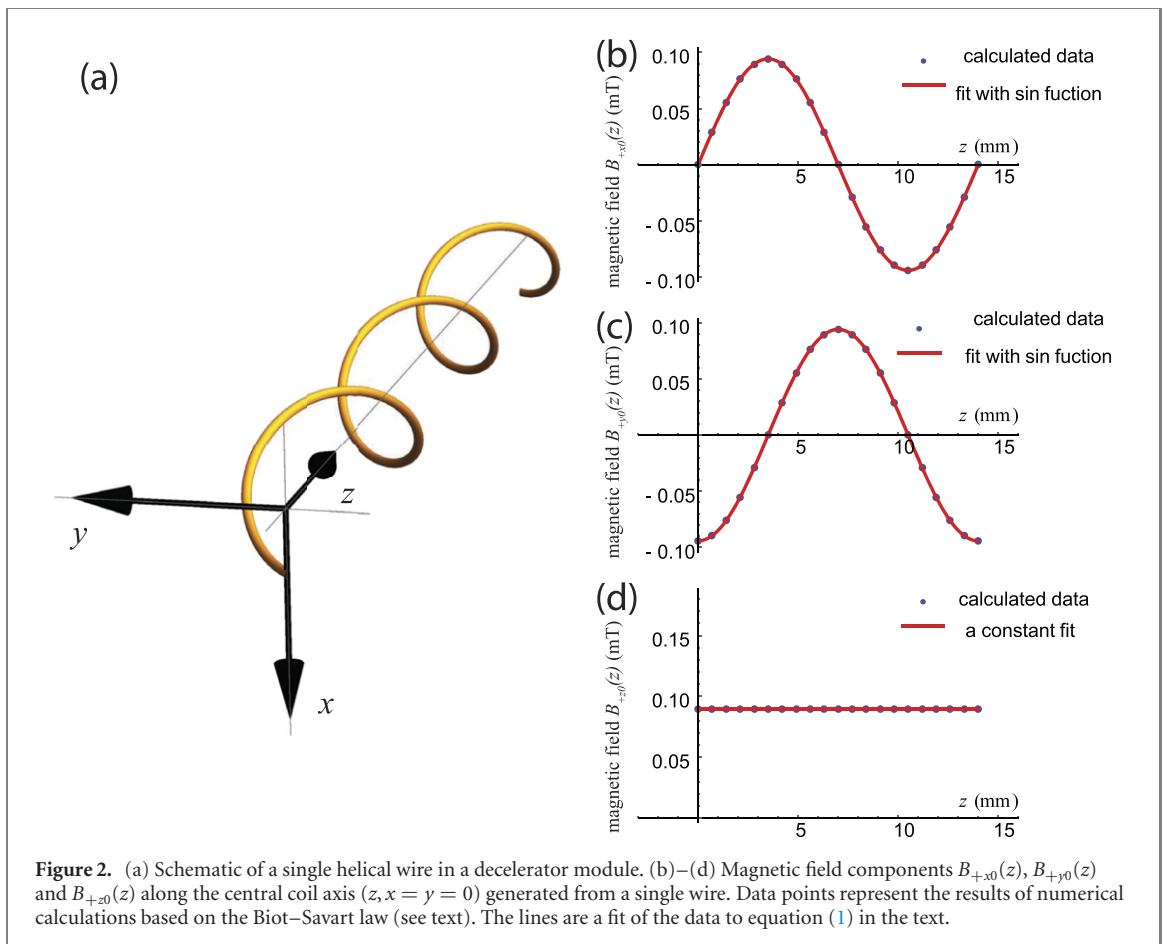 (a)
y
z
x
(b)
magnetic field B+x0(z) (mT)
0.10
0.05
- 0.05
- 0.10
calculated data
fit with sin fuction
z (mm)
5
10
15
(c)
magnetic field B+y0(z) (mT)
0.10
0.05
- 0.05
- 0.10
calculated data
fit with sin fuction
z (mm)
5
10
15
(d)
magnetic field B+z0(z) (mT)
0.15
0.10
0.05
calculated data
a constant fit
z (mm)
5
10
15
Figure 2. (a) Schematic of a single helical wire in a decelerator module. (b)–(d) Magnetic field components B+x0(z), B+y0(z)
and B+z0(z) along the central coil axis (z, x = y = 0) generated from a single wire. Data points represent the results of numerical
calculations based on the Biot–Savart law (see text). The lines are a fit of the data to equation (1) in the text.